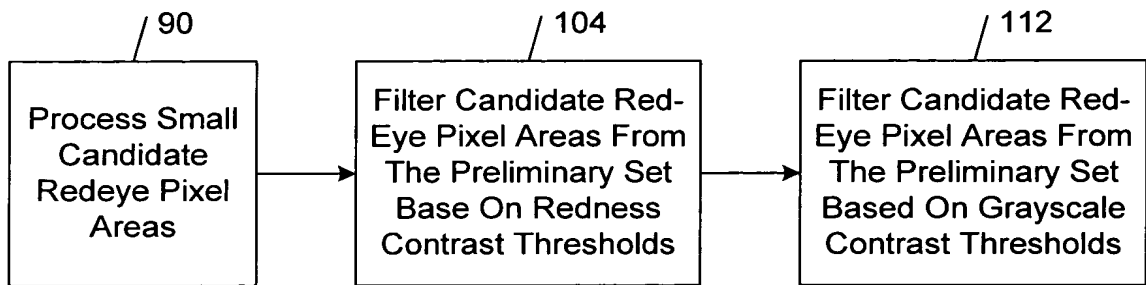 90
104
112
Process Small
Candidate
Redeye Pixel
Areas
Filter Candidate Red-
Eye Pixel Areas From
The Preliminary Set
Base On Redness
Contrast Thresholds
Filter Candidate Red-
Eye Pixel Areas From
The Preliminary Set
Based On Grayscale
Contrast Thresholds